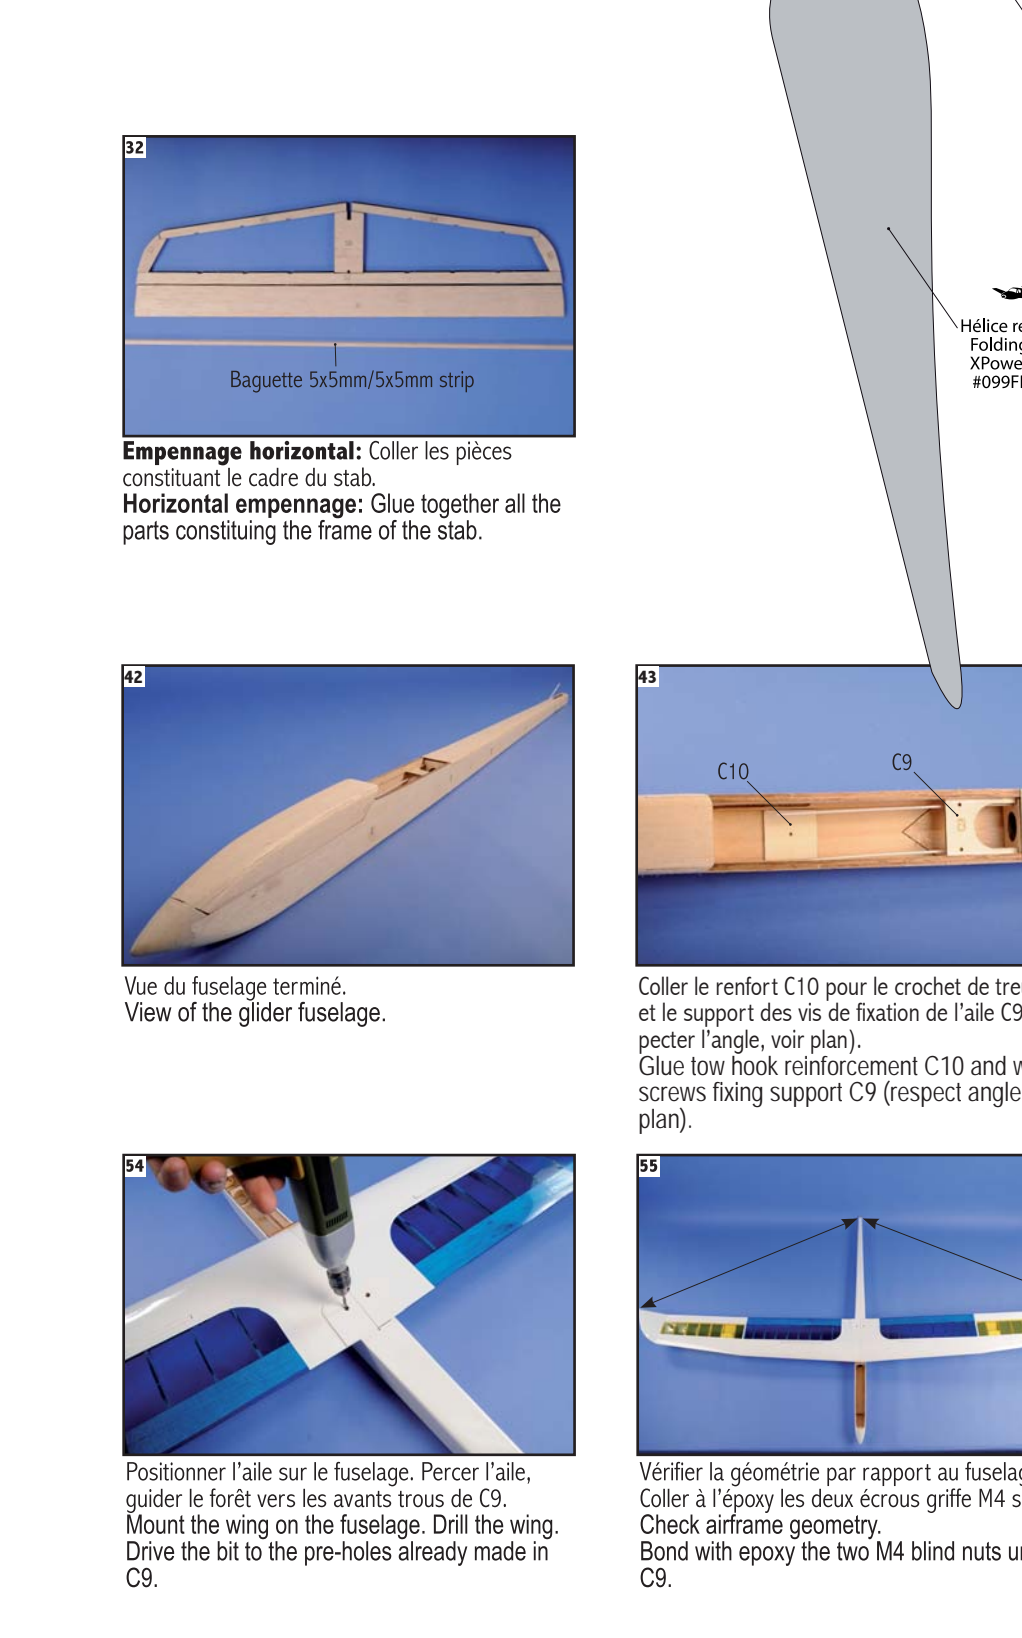 32
Baguette 5x5mm/5x5mm strip
Empennage horizontal: Coller les pièces
constituant le cadre du stab.
Horizontal empennage: Glue together all the
parts constituing the frame of the stab.
Hélice
Folding
#099F
42
Vue du fuselage terminé.
View of the glider fuselage.
43
C10
C9
Coller le renfort C10 pour le crochet de
et le support des vis de fixation de l'aile C9
pecter l'angle, voir plan).
Glue tow hook reinforcement C10 and
screws fixing support C9 (respect angle
plan).
54
Positionner l'aile sur le fuselage. Percer l'aile,
guider le forêt vers les avants trous de C9.
Mount the wing on the fuselage. Drill the wing.
Drive the bit to the pre-holes already made in
C9.
55
Vérifier la géométrie par rapport au fuselag
Coller à l'époxy les deux écrous griffe M4
Check airframe geometry.
Bond with epoxy the two M4 blind nuts
C9.